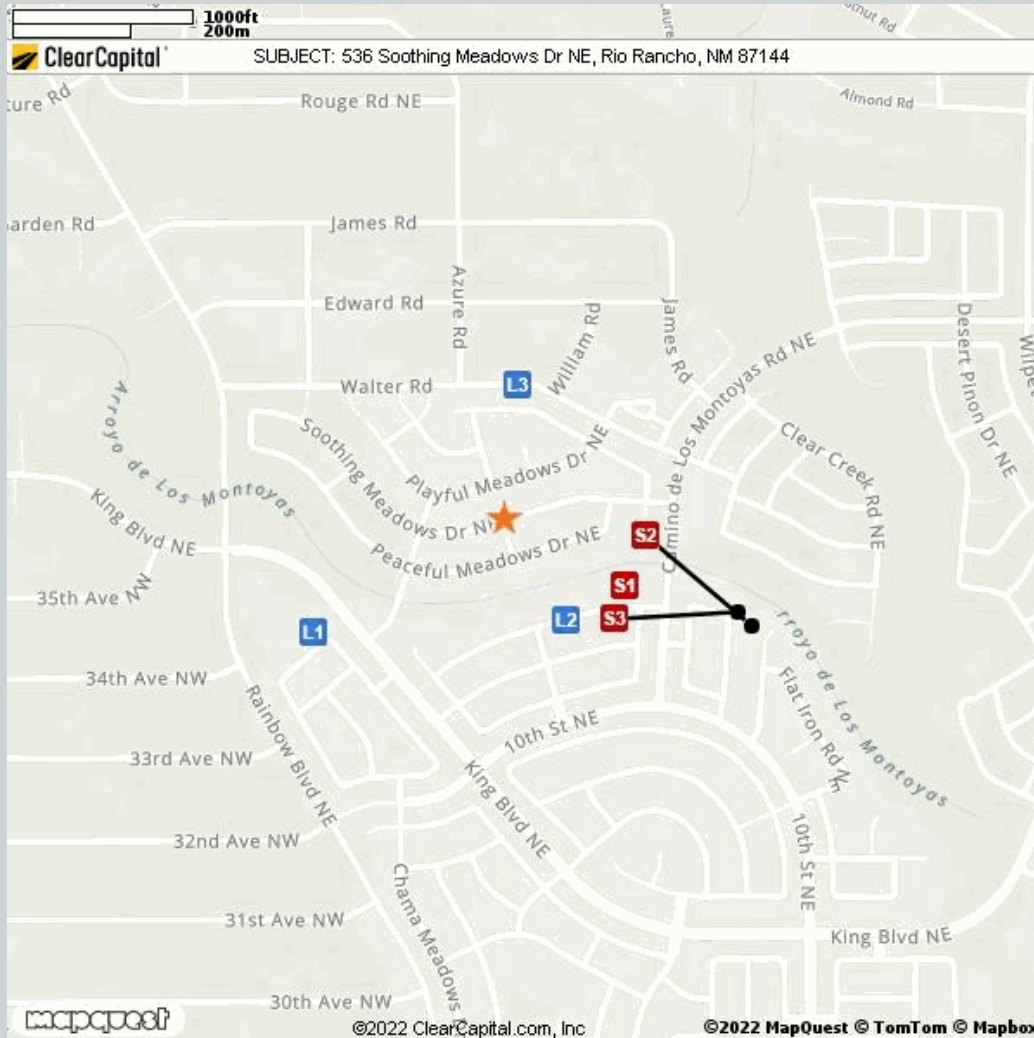 1000ft
200m
ClearCapital
SUBJECT: 536 Soothing Meadows Dr NE, Rio Rancho, NM 87144
Rouge Rd NE
Almond Rd
James Rd
Edward Rd
Azure Rd
William Rd
James Rd
Walter Rd
L3
Camino de Los Montoyas Rd NE
Desert Pinon Dr NE
Arroyo de Los Montoyas
Soothing Meadows Dr NE
Playful Meadows Dr NE
Clear Creek Rd NE
King Blvd NE
Peaceful Meadows Dr NE
S2
S1
35th Ave NW
L1
L2
S3
rroyo de Los Montoyas
34th Ave NW
Flat Iron Rd NE
Rainbow Blvd NE
10th St NE
33rd Ave NW
King Blvd NE
32nd Ave NW
10th St NE
Chama Meadows
31st Ave NW
King Blvd NE
30th Ave NW
mapquest
©2022 ClearCapital.com, Inc
©2022 MapQuest © TomTom © Mapbox